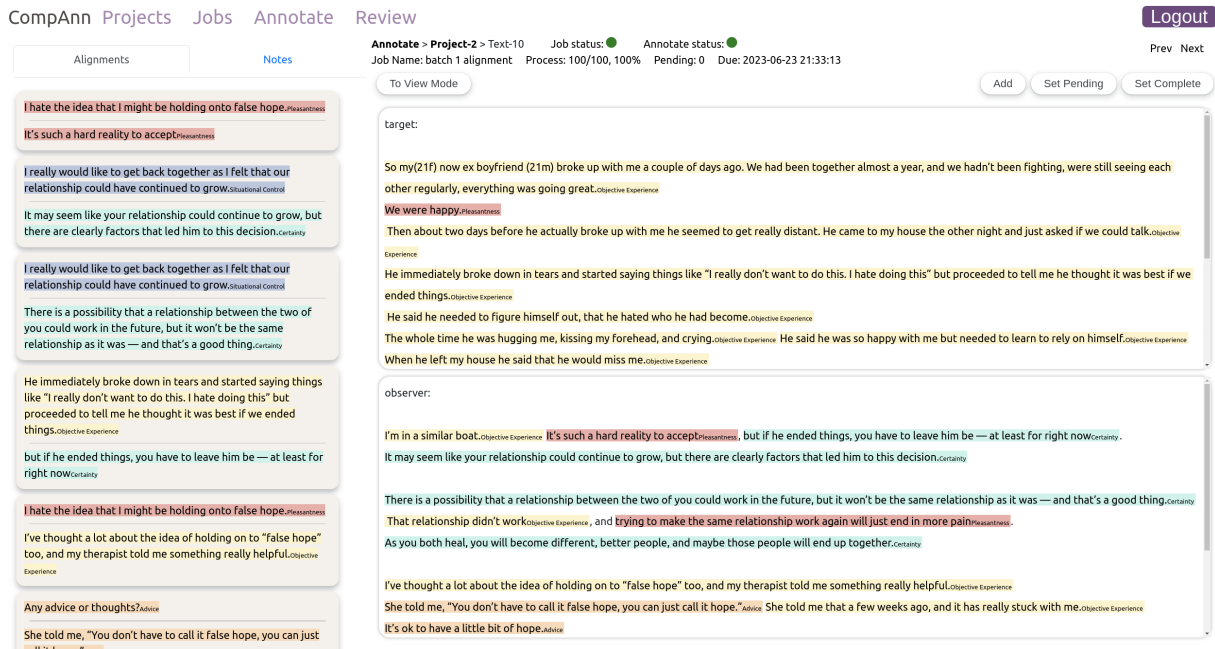 CompAnn Projects Jobs Annotate Review Logout
Alignments Notes
Annotate > Project-2 > Text-10 Job status: Annotate status:
Job Name: batch 1 alignment Process: 100/100, 100% Pending: 0 Due: 2023-06-23 21:33:13
Prev Next
To View Mode Add Set Pending Set Complete
I hate the idea that I might be holding onto false hope.Pleasantness
It's such a hard reality to acceptPleasantness
I really would like to get back together as I felt that our
relationship could have continued to grow.Situational Control
It may seem like your relationship could continue to grow, but
there are clearly factors that led him to this decision.Certainty
I really would like to get back together as I felt that our
relationship could have continued to grow.Situational Control
There is a possibility that a relationship between the two of
you could work in the future, but it won't be the same
relationship as it was — and that's a good thing.Certainty
He immediately broke down in tears and started saying things
like “I really don't want to do this. I hate doing this” but
proceeded to tell me he thought it was best if we ended
things.Objective Experience
but if he ended things, you have to leave him be — at least for
right nowCertainty
I hate the idea that I might be holding onto false hope.Pleasantness
I've thought a lot about the idea of holding on to “false hope”
too, and my therapist told me something really helpful.Objective
Experience
Any advice or thoughts?Advice
She told me, “You don't have to call it false hope, you can just
target:
So my(21f) now ex boyfriend (21m) broke up with me a couple of days ago. We had been together almost a year, and we hadn't been fighting, were still seeing each
other regularly, everything was going great.Objective Experience
We were happy.Pleasantness
Then about two days before he actually broke up with me he seemed to get really distant. He came to my house the other night and just asked if we could talk.Objective
Experience
He immediately broke down in tears and started saying things like “I really don't want to do this. I hate doing this” but proceeded to tell me he thought it was best if we
ended things.Objective Experience
He said he needed to figure himself out, that he hated who he had become.Objective Experience
The whole time he was hugging me, kissing my forehead, and crying.Objective Experience He said he was so happy with me but needed to learn to rely on himself.Objective Experience
When he left my house he said that he would miss me.Objective Experience
observer:
I'm in a similar boat.Objective Experience It's such a hard reality to acceptPleasantness , but if he ended things, you have to leave him be — at least for right nowCertainty .
It may seem like your relationship could continue to grow, but there are clearly factors that led him to this decision.Certainty
There is a possibility that a relationship between the two of you could work in the future, but it won't be the same relationship as it was — and that's a good thing.Certainty
That relationship didn't workObjective Experience , and trying to make the same relationship work again will just end in more painPleasantness .
As you both heal, you will become different, better people, and maybe those people will end up together.Certainty
I've thought a lot about the idea of holding on to “false hope” too, and my therapist told me something really helpful.Objective Experience
She told me, “You don't have to call it false hope, you can just call it hope.”Advice She told me that a few weeks ago, and it has really stuck with me.Objective Experience
It's ok to have a little bit of hope.Advice